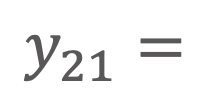 y₂₁ =